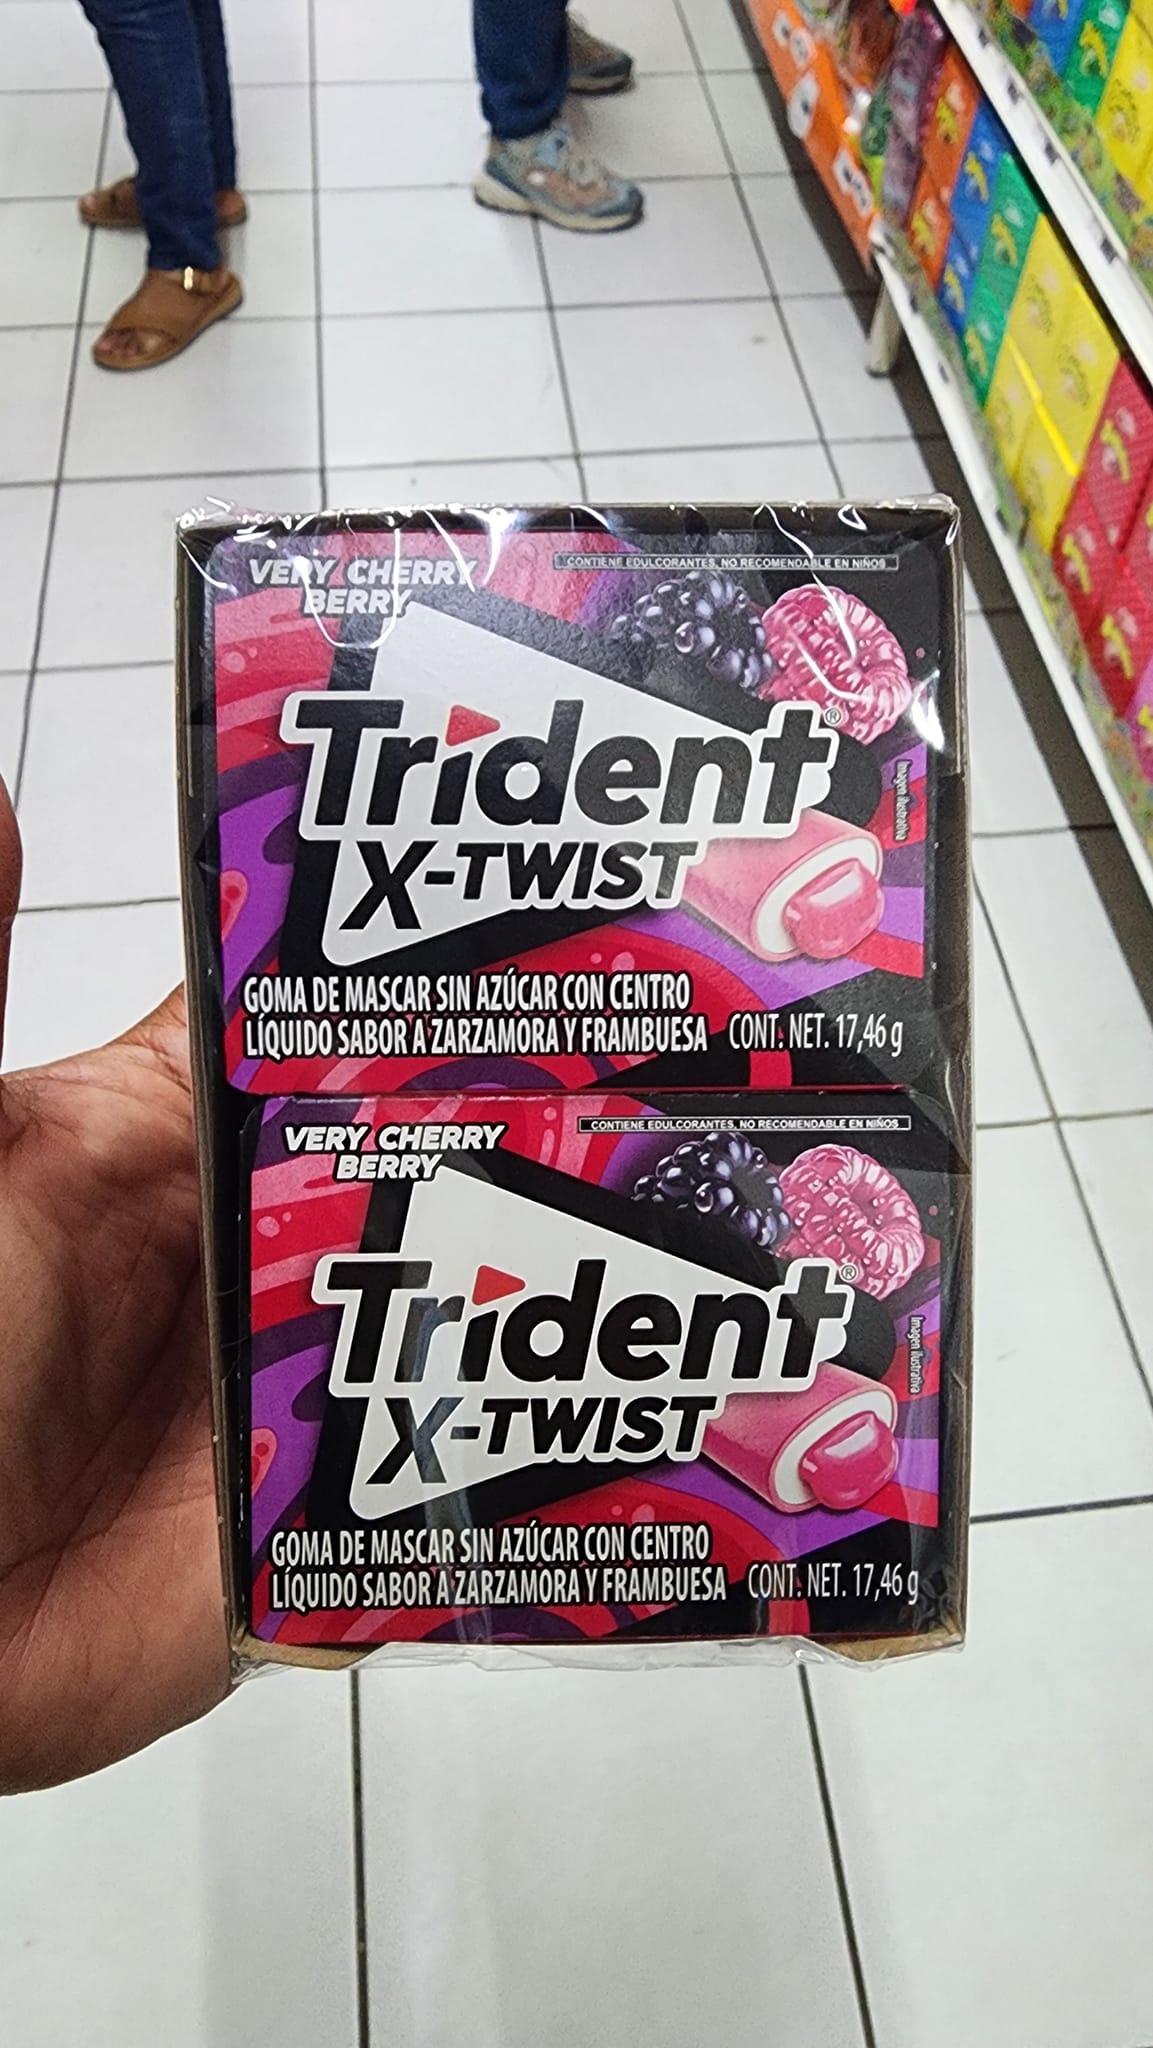 VERY CHERRY
BERRY
CONTIENE EDULCORANTES, NO RECOMENDABLE EN NIÑOS
Trident®
X-TWIST
Imagen ilustrativa
GOMA DE MASCAR SIN AZÚCAR CON CENTRO
LÍQUIDO SABOR A ZARZAMORA Y FRAMBUESA CONT. NET. 17,46 g
VERY CHERRY
BERRY
CONTIENE EDULCORANTES, NO RECOMENDABLE EN NIÑOS
Trident®
X-TWIST
Imagen ilustrativa
GOMA DE MASCAR SIN AZÚCAR CON CENTRO
LÍQUIDO SABOR A ZARZAMORA Y FRAMBUESA CONT. NET. 17,46 g